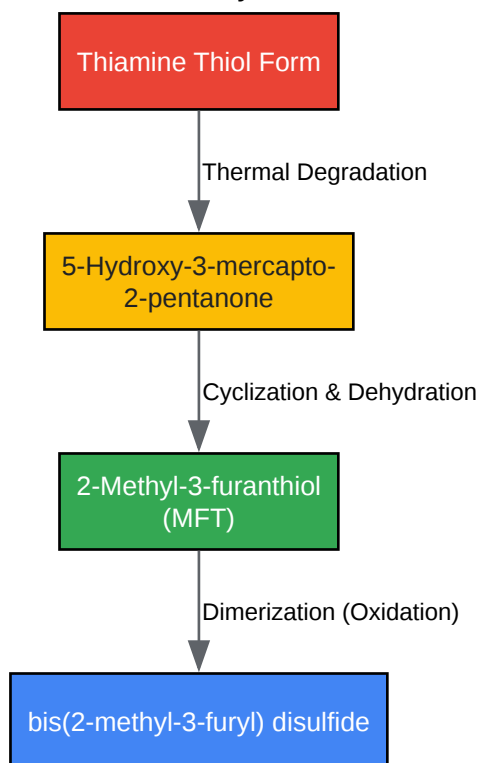 Thiamine Thiol Form
Thermal Degradation
5-Hydroxy-3-mercapto-
2-pentanone
Cyclization & Dehydration
2-Methyl-3-furanthiol
(MFT)
Dimerization (Oxidation)
bis(2-methyl-3-furyl) disulfide